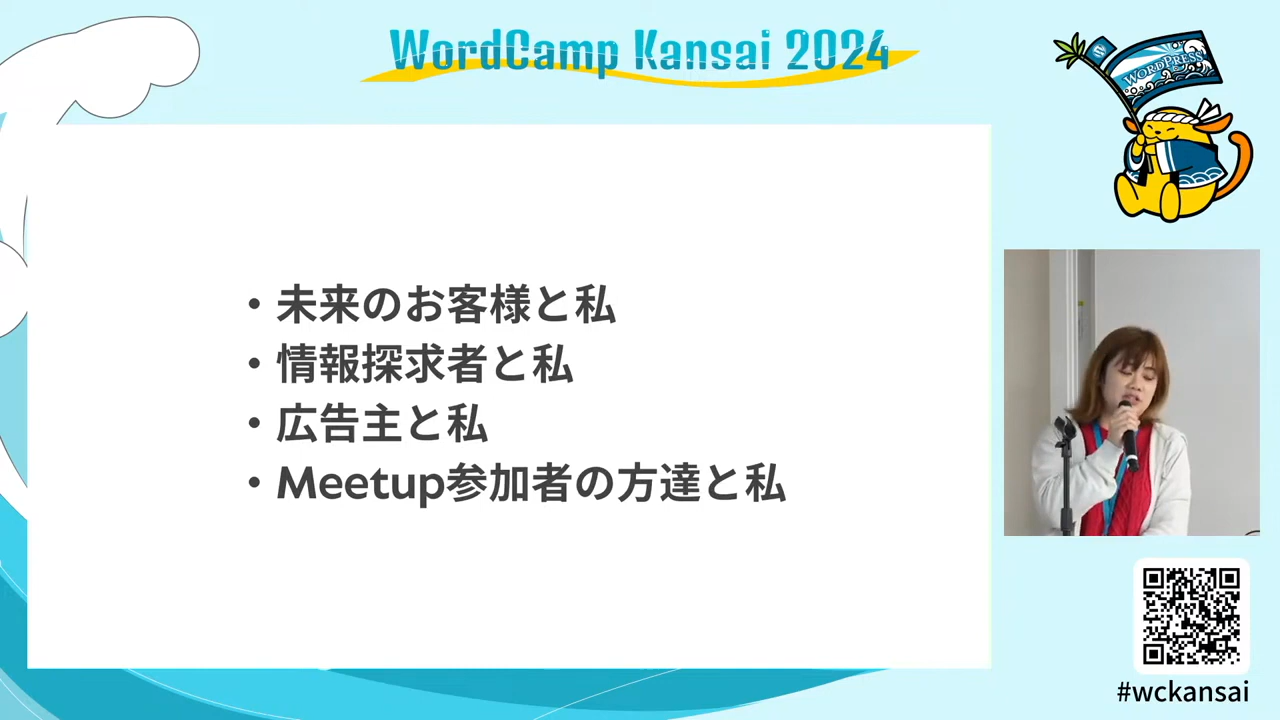 WordCamp Kansai 2024
W
WORDPRESS
・未来のお客様と私
・情報探求者と私
・広告主と私
・Meetup参加者の方達と私
#wckansai